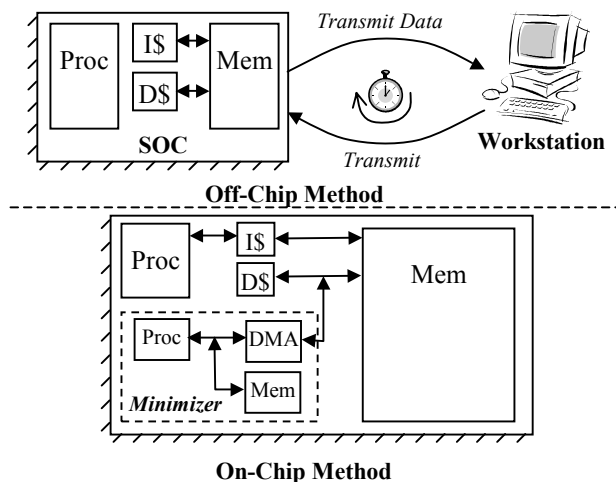 Proc
I$
D$
Mem
SOC
Transmit Data
Transmit
Workstation
Off-Chip Method
Proc
I$
D$
Mem
Proc
DMA
Mem
Minimizer
On-Chip Method